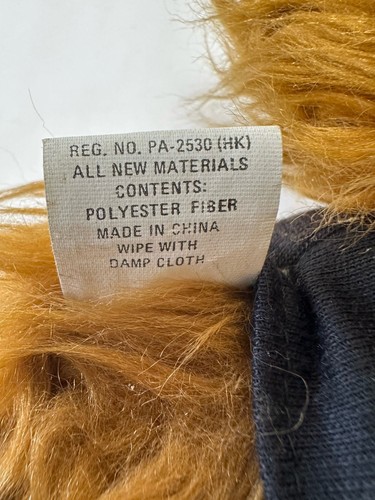 REG. NO. PA-2530 (HK)
ALL NEW MATERIALS
CONTENTS:
POLYESTER FIBER
MADE IN CHINA
WIPE WITH
DAMP CLOTH